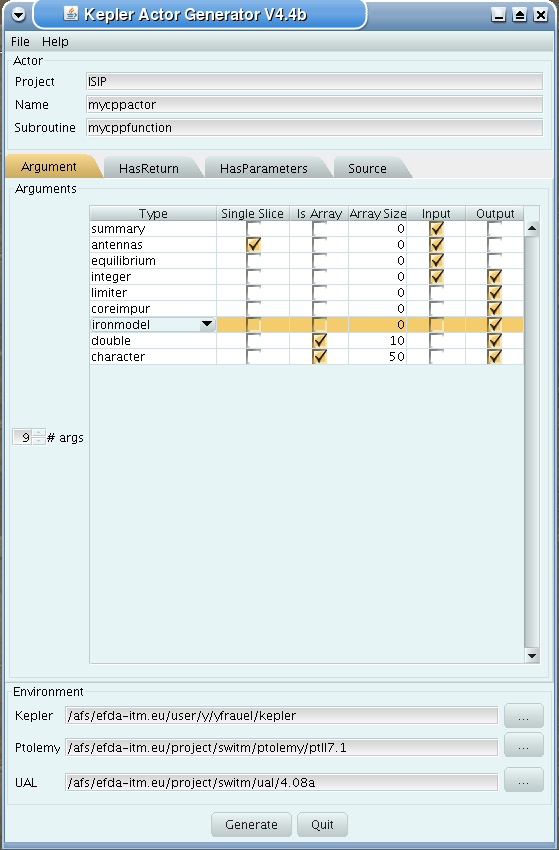 Kepler Actor Generator V4.4b
File Help
Actor
Project ISIP
Name mycppactor
Subroutine mycppfunction
Argument HasReturn HasParameters Source
Arguments
Type Single Slice Is Array Array Size Input Output
summary 0
antennas 0
equilibrium 0
integer 0
limiter 0
coreimpur 0
ironmodel 0
double 10
character 50
9 # args
Environment
Kepler /afs/efda-itm.eu/user/y/yfrauel/kepler ...
Ptolemy /afs/efda-itm.eu/project/switm/ptolemy/ptII7.1 ...
UAL /afs/efda-itm.eu/project/switm/ual/4.08a ...
Generate Quit